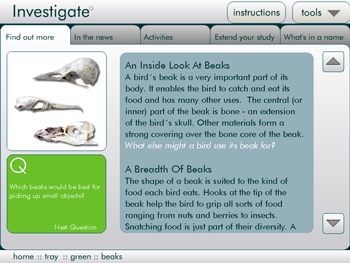 Investigate
instructions
tools
Find out more
In the news
Activities
Extend your study
What's in a name
An Inside Look At Beaks
A bird´s beak is a very important part of its
body. It enables the bird to catch and eat its
food and has many other uses.  The central (or
inner) part of the beak is bone - an extension
of the bird´s skull. Other materials form a
strong covering over the bone core of the beak.
What else might a bird use its beak for?
A Breadth Of Beaks
The shape of a beak is suited to the kind of
food each bird eats. Hooks at the tip of the
beak help the bird to grip all sorts of food
ranging from nuts and berries to insects.
Snatching food is just part of their diversity. A
Q
Which beaks would be best for
picking up small objects?
Next Question
home :: tray :: green :: beaks